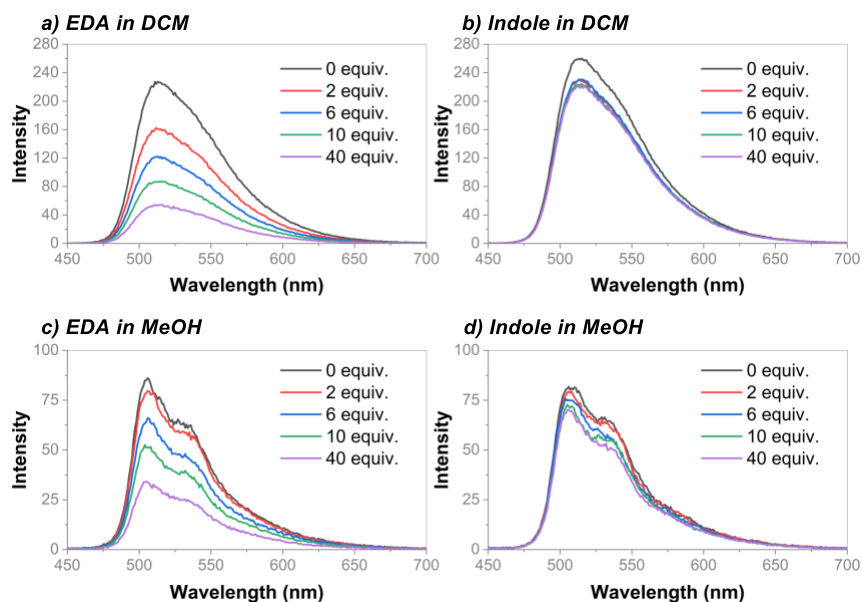 a) EDA in DCM
280
240
200
160
120
80
40
0
Intensity
0 equiv.
2 equiv.
6 equiv.
10 equiv.
40 equiv.
450 500 550 600 650 700
Wavelength (nm)
b) Indole in DCM
280
240
200
160
120
80
40
0
Intensity
0 equiv.
2 equiv.
6 equiv.
10 equiv.
40 equiv.
450 500 550 600 650 700
Wavelength (nm)
c) EDA in MeOH
100
75
50
25
0
Intensity
0 equiv.
2 equiv.
6 equiv.
10 equiv.
40 equiv.
450 500 550 600 650 700
Wavelength (nm)
d) Indole in MeOH
100
75
50
25
0
Intensity
0 equiv.
2 equiv.
6 equiv.
10 equiv.
40 equiv.
450 500 550 600 650 700
Wavelength (nm)